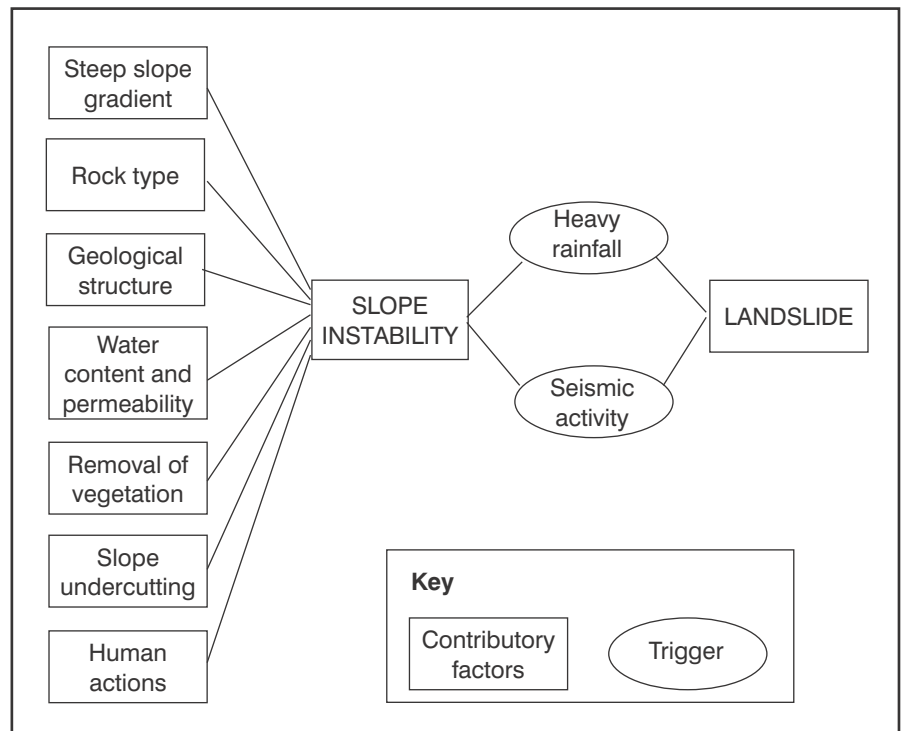 Steep slope
gradient
Rock type
Geological
structure
Water
content and
permeability
Removal of
vegetation
Slope
undercutting
Human
actions
SLOPE
INSTABILITY
Heavy
rainfall
Seismic
activity
LANDSLIDE
Key
Contributory
factors
Trigger